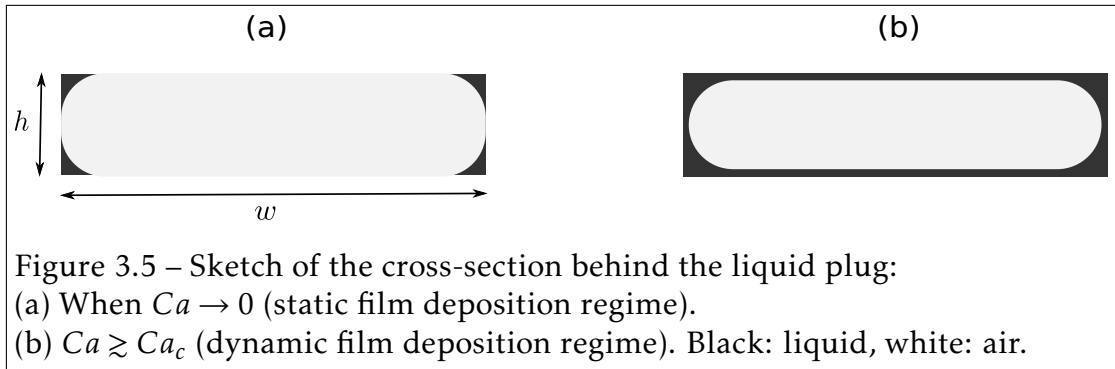 (a) (b)
h
w
Figure 3.5 – Sketch of the cross-section behind the liquid plug:
(a) When Ca → 0 (static film deposition regime).
(b) Ca ≳ Ca_c (dynamic film deposition regime). Black: liquid, white: air.